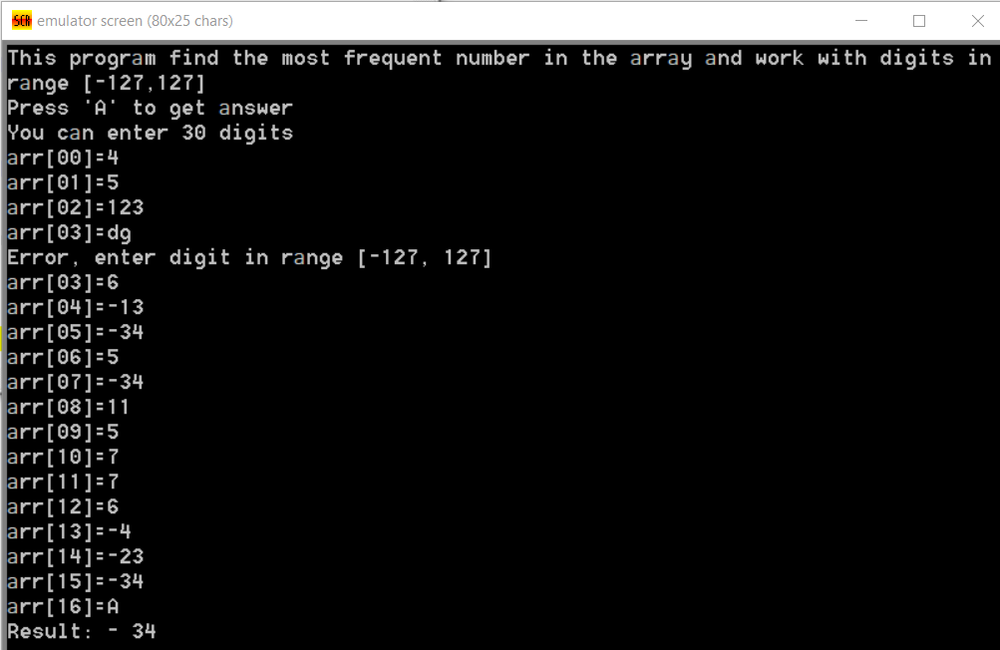 SCR emulator screen (80x25 chars)
This program find the most frequent number in the array and work with digits in
range [-127,127]
Press 'A' to get answer
You can enter 30 digits
arr[00]=4
arr[01]=5
arr[02]=123
arr[03]=dg
Error, enter digit in range [-127, 127]
arr[03]=6
arr[04]=-13
arr[05]=-34
arr[06]=5
arr[07]=-34
arr[08]=11
arr[09]=5
arr[10]=7
arr[11]=7
arr[12]=6
arr[13]=-4
arr[14]=-23
arr[15]=-34
arr[16]=A
Result: - 34